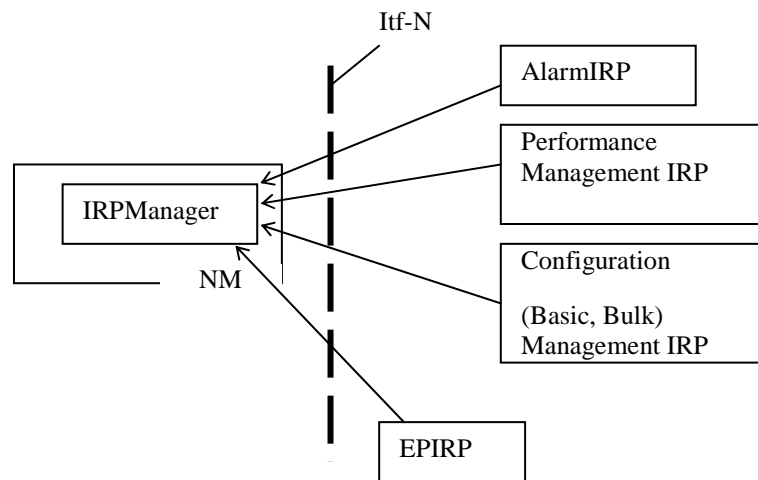 Itf-N
AlarmIRP
Performance
Management IRP
IRPManager
NM
Configuration
(Basic, Bulk)
Management IRP
EPIRP